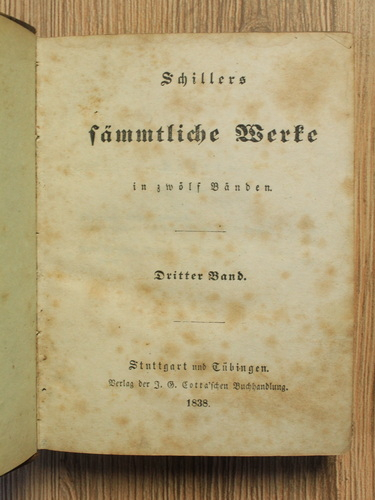 Schillers
sämmtliche Werke
in zwölf Bänden.
Dritter Band.
Stuttgart und Tübingen.
Verlag der J. G. Cotta'schen Buchhandlung.
1838.